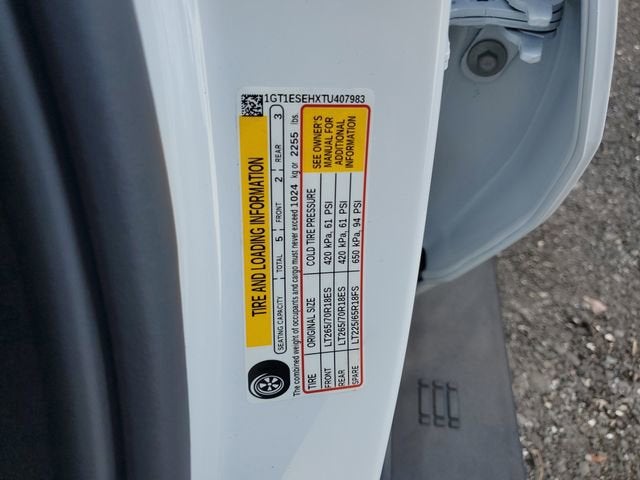 1GT1ESEHXTU407983
TIRE AND LOADING INFORMATION
SEATING CAPACITY TOTAL 5 FRONT 2 REAR 3
The combined weight of occupants and cargo must never exceed 1024 kg or 2255 lbs.
TIRE ORIGINAL SIZE COLD TIRE PRESSURE
FRONT LT265/70R18ES 420 kPa, 61 PSI
REAR LT265/70R18ES 420 kPa, 61 PSI
SPARE LT225/65R18FS 650 kPa, 94 PSI
SEE OWNER'S
MANUAL FOR
ADDITIONAL
INFORMATION